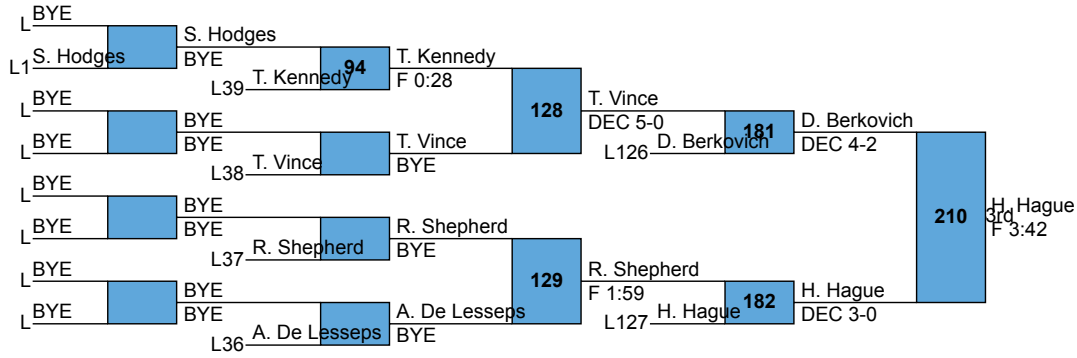 L BYE
L1 S. Hodges
S. Hodges
BYE
L39 T. Kennedy
94
T. Kennedy
F 0:28
L BYE
L BYE
BYE
BYE
L38 T. Vince
T. Vince
BYE
128
T. Vince
DEC 5-0
L126 D. Berkovich
181
D. Berkovich
DEC 4-2
L BYE
L BYE
BYE
BYE
L37 R. Shepherd
R. Shepherd
BYE
L BYE
L BYE
BYE
BYE
L36 A. De Lesseps
A. De Lesseps
BYE
129
R. Shepherd
F 1:59
L127 H. Hague
182
H. Hague
DEC 3-0
210
H. Hague
3rd
F 3:42